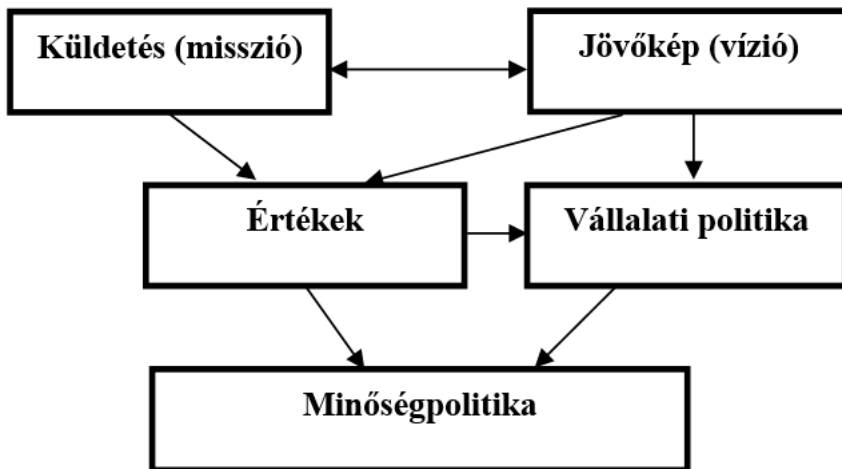 Küldetés (misszió)
Jövőkép (vízió)
Értékek
Vállalati politika
Minőségpolitika